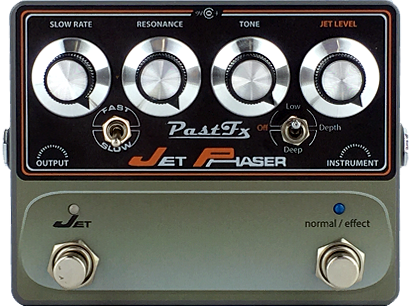 SLOW RATE
RESONANCE
TONE
JET LEVEL
FAST
SLOW
PastFx
Low
Off
Depth
Deep
OUTPUT
JET PHASER
INSTRUMENT
JET
normal / effect